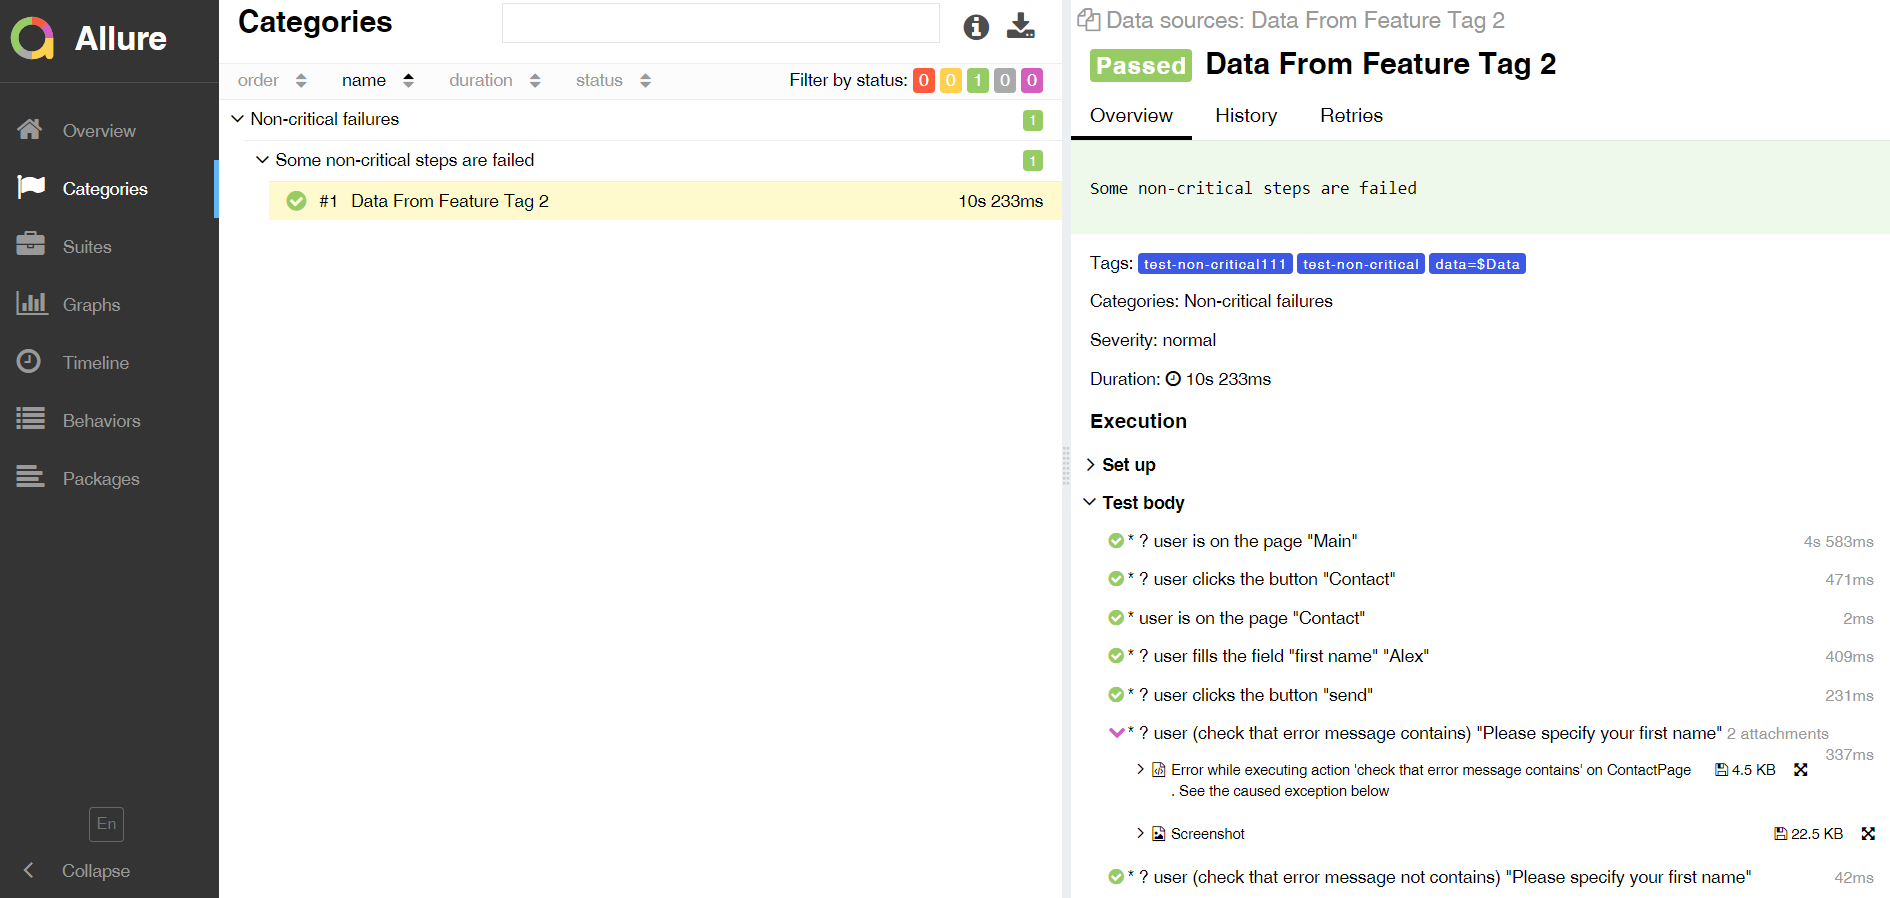 Allure
Overview
Categories
Suites
Graphs
Timeline
Behaviors
Packages
En
Collapse
Categories
order name duration status Filter by status: 0 0 1 0 0
Non-critical failures 1
Some non-critical steps are failed 1
#1 Data From Feature Tag 2 10s 233ms
Data sources: Data From Feature Tag 2
Passed Data From Feature Tag 2
Overview History Retries
Some non-critical steps are failed
Tags: test-non-critical111 test-non-critical data=$Data
Categories: Non-critical failures
Severity: normal
Duration: 10s 233ms
Execution
Set up
Test body
* ? user is on the page "Main" 4s 583ms
* ? user clicks the button "Contact" 471ms
* user is on the page "Contact" 2ms
* ? user fills the field "first name" "Alex" 409ms
* ? user clicks the button "send" 231ms
* ? user (check that error message contains) "Please specify your first name" 2 attachments
337ms
Error while executing action 'check that error message contains' on ContactPage 4.5 KB
. See the caused exception below
Screenshot 22.5 KB
* ? user (check that error message not contains) "Please specify your first name" 42ms